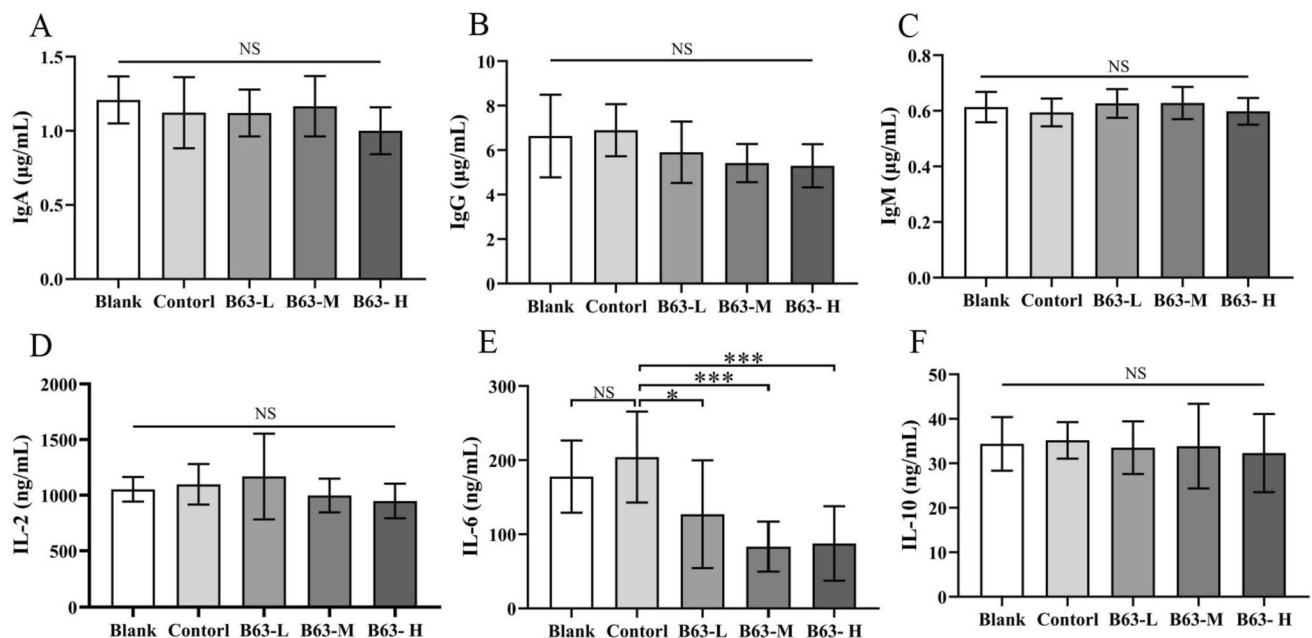 A
NS
IgA (μg/mL)
1.5
1.0
0.5
0.0
Blank Contorl B63-L B63-M B63- H
B
NS
IgG (μg/mL)
10
8
6
4
2
0
Blank Contorl B63-L B63-M B63- H
C
NS
IgM (μg/mL)
0.8
0.6
0.4
0.2
0.0
Blank Contorl B63-L B63-M B63- H
D
NS
IL-2 (ng/mL)
2000
1500
1000
500
0
Blank Contorl B63-L B63-M B63- H
E
***
***
NS *
IL-6 (ng/mL)
300
200
100
0
Blank Contorl B63-L B63-M B63- H
F
NS
IL-10 (ng/mL)
50
40
30
20
10
0
Blank Contorl B63-L B63-M B63- H